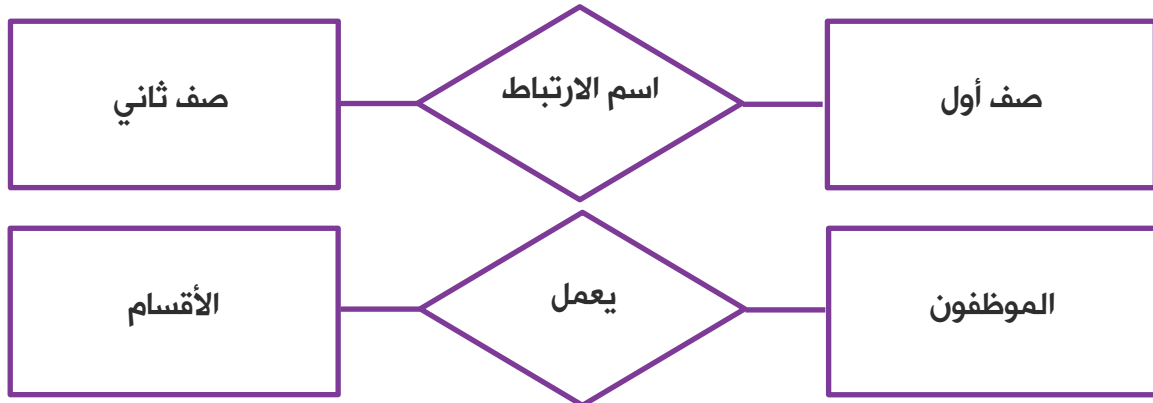 صف أول
اسم الارتباط
صف ثاني
الموظفون
يعمل
الأقسام